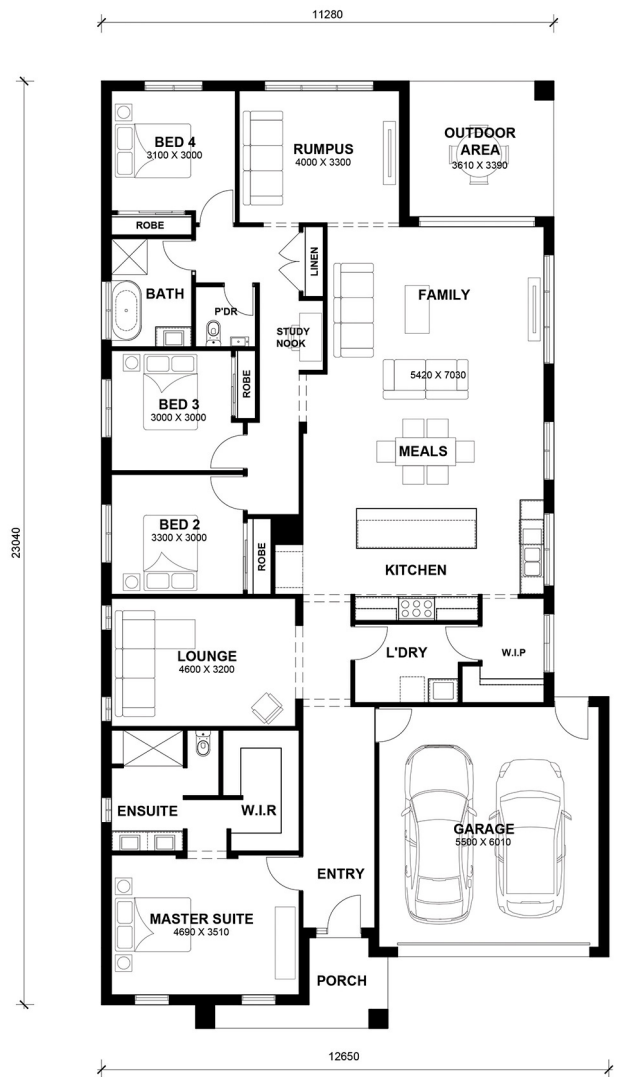 11280
BED 4
3100 X 3000
RUMPUS
4000 X 3300
OUTDOOR
AREA
3610 X 3390
ROBE
LINEN
BATH
P'DR
FAMILY
STUDY
NOOK
5420 X 7030
ROBE
BED 3
3000 X 3000
MEALS
23040
BED 2
3300 X 3000
ROBE
KITCHEN
LOUNGE
4600 X 3200
L'DRY
W.I.P
ENSUITE
W.I.R
GARAGE
5500 X 6010
ENTRY
MASTER SUITE
4690 X 3510
PORCH
12650